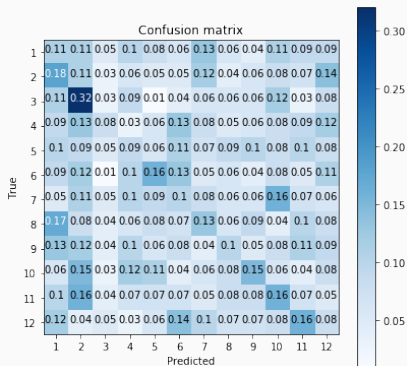 Confusion matrix
1 0.11 0.11 0.05 0.1 0.08 0.06 0.13 0.06 0.04 0.11 0.09 0.09
2 0.18 0.11 0.03 0.06 0.05 0.05 0.12 0.04 0.06 0.08 0.07 0.14
3 0.11 0.32 0.03 0.09 0.01 0.04 0.06 0.06 0.06 0.12 0.03 0.08
4 0.09 0.13 0.08 0.03 0.06 0.13 0.08 0.05 0.06 0.08 0.09 0.12
5 0.1 0.09 0.05 0.09 0.06 0.11 0.07 0.09 0.1 0.08 0.1 0.08
6 0.09 0.12 0.01 0.1 0.16 0.13 0.05 0.06 0.04 0.08 0.05 0.11
7 0.05 0.11 0.05 0.1 0.09 0.1 0.08 0.06 0.06 0.16 0.07 0.06
8 0.17 0.08 0.04 0.06 0.08 0.07 0.13 0.06 0.09 0.04 0.1 0.08
9 0.13 0.12 0.04 0.1 0.06 0.08 0.04 0.1 0.05 0.08 0.11 0.09
10 0.06 0.15 0.03 0.12 0.11 0.04 0.06 0.08 0.15 0.06 0.04 0.08
11 0.1 0.16 0.04 0.07 0.07 0.07 0.05 0.08 0.08 0.16 0.07 0.05
12 0.12 0.04 0.05 0.03 0.06 0.14 0.1 0.07 0.07 0.08 0.16 0.08
1 2 3 4 5 6 7 8 9 10 11 12
Predicted
True
0.30
0.25
0.20
0.15
0.10
0.05